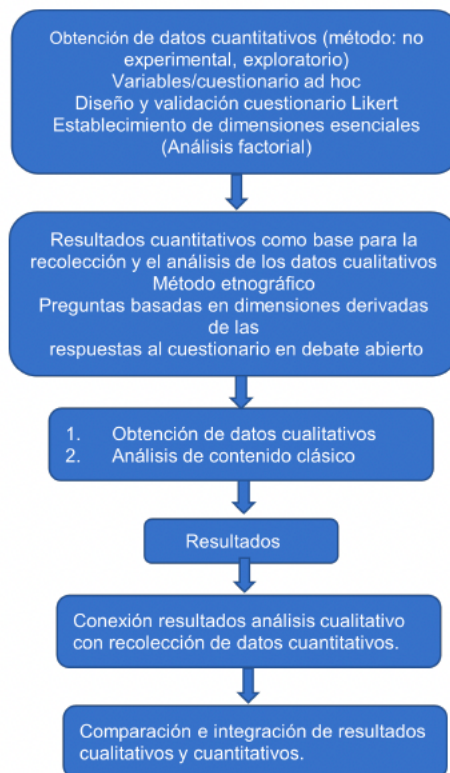 Obtención de datos cuantitativos (método: no
experimental, exploratorio)
Variables/cuestionario ad hoc
Diseño y validación cuestionario Likert
Establecimiento de dimensiones esenciales
(Análisis factorial)
Resultados cuantitativos como base para la
recolección y el análisis de los datos cualitativos
Método etnográfico
Preguntas basadas en dimensiones derivadas
de las
respuestas al cuestionario en debate abierto
1. Obtención de datos cualitativos
2. Análisis de contenido clásico
Resultados
Conexión resultados análisis cualitativo
con recolección de datos cuantitativos.
Comparación e integración de resultados
cualitativos y cuantitativos.